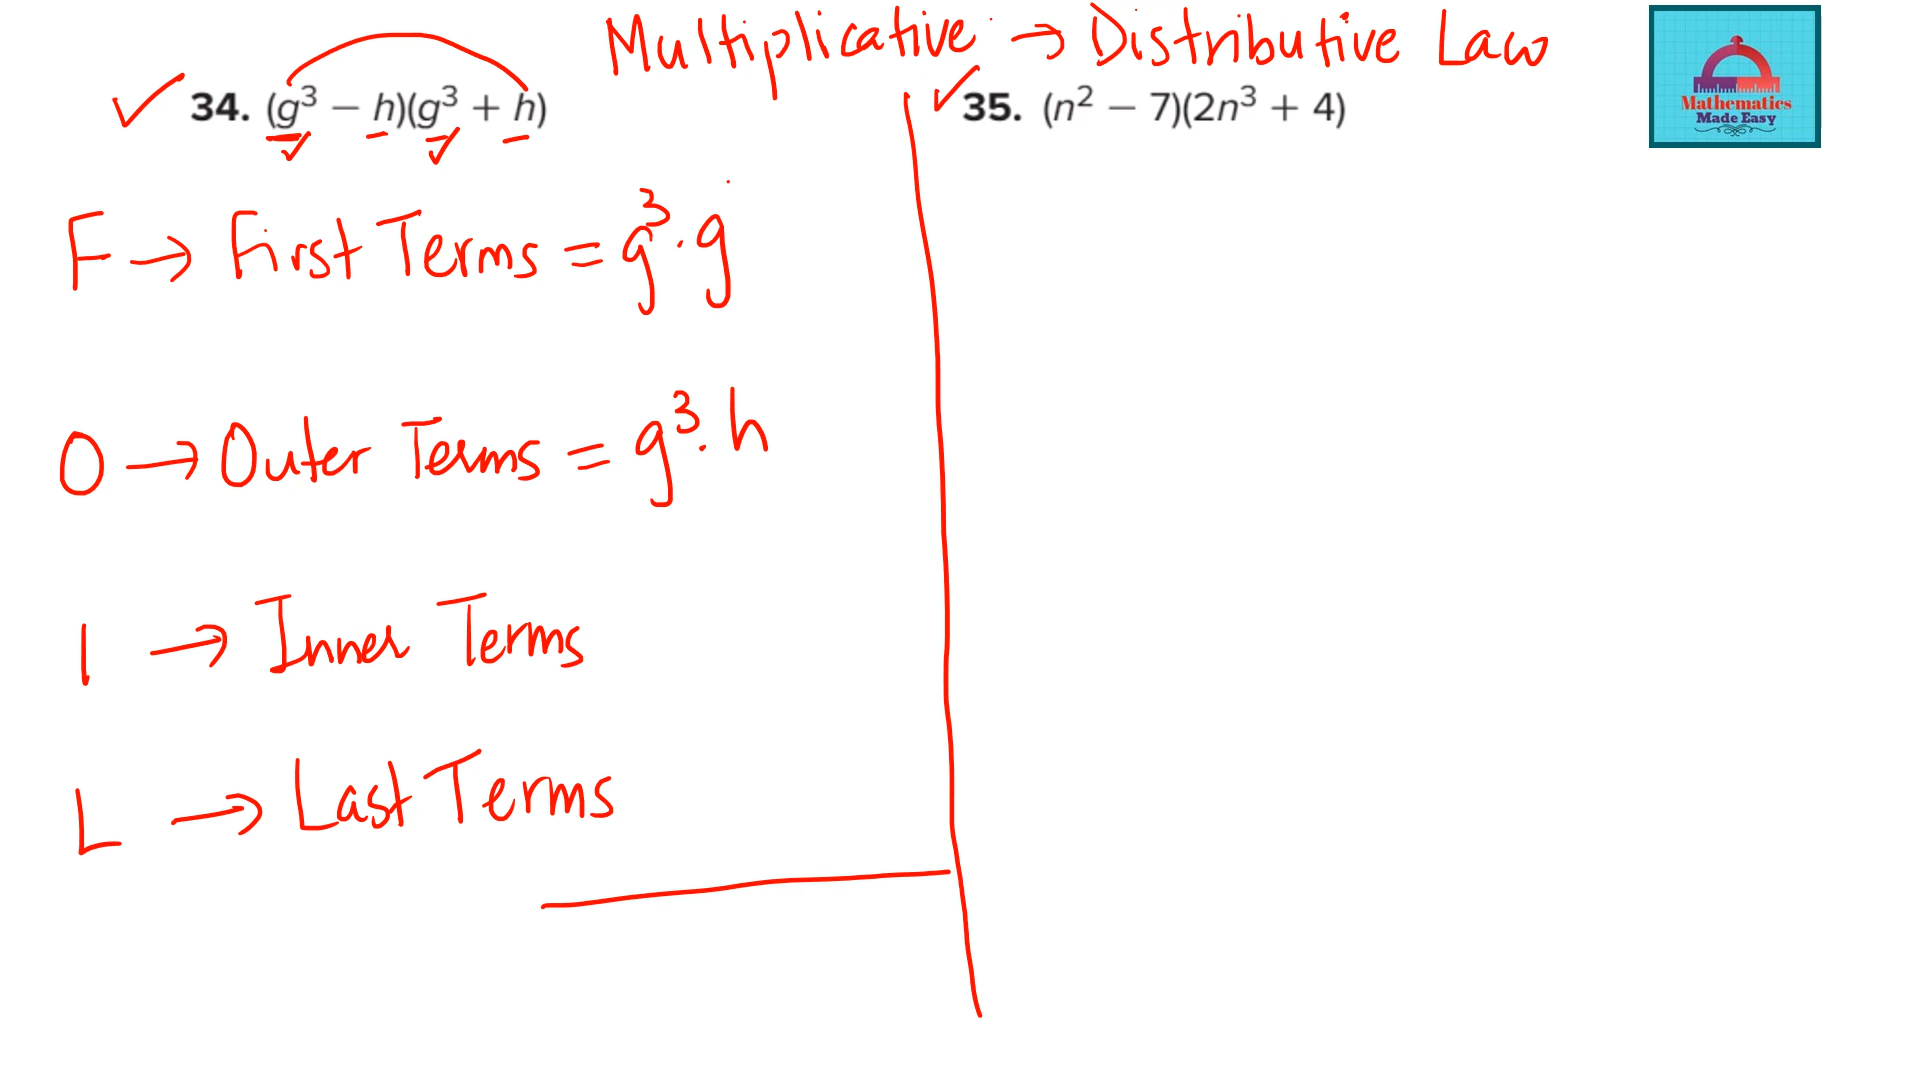 Multiplicative → Distributive Law
34. (g³ – h)(g³ + h)
35. (n² – 7)(2n³ + 4)
Mathematics
Made Easy
F → First Terms = g³ · g
O → Outer Terms = g³ · h
I → Inner Terms
L → Last Terms